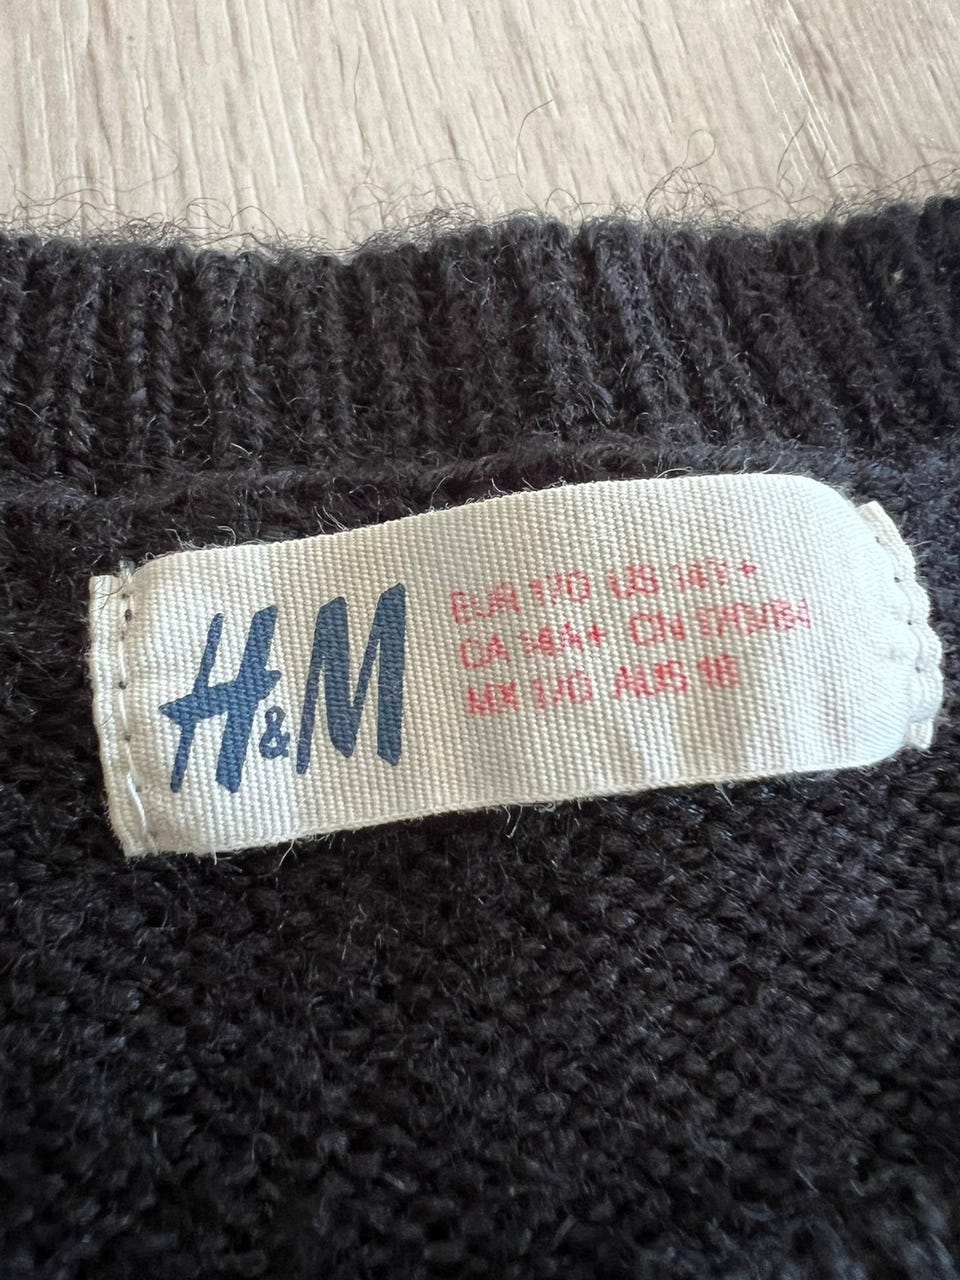 H&M
EUR 170 US 14Y+
CA 14A+ CN 170/84
MX 170 AUS 16